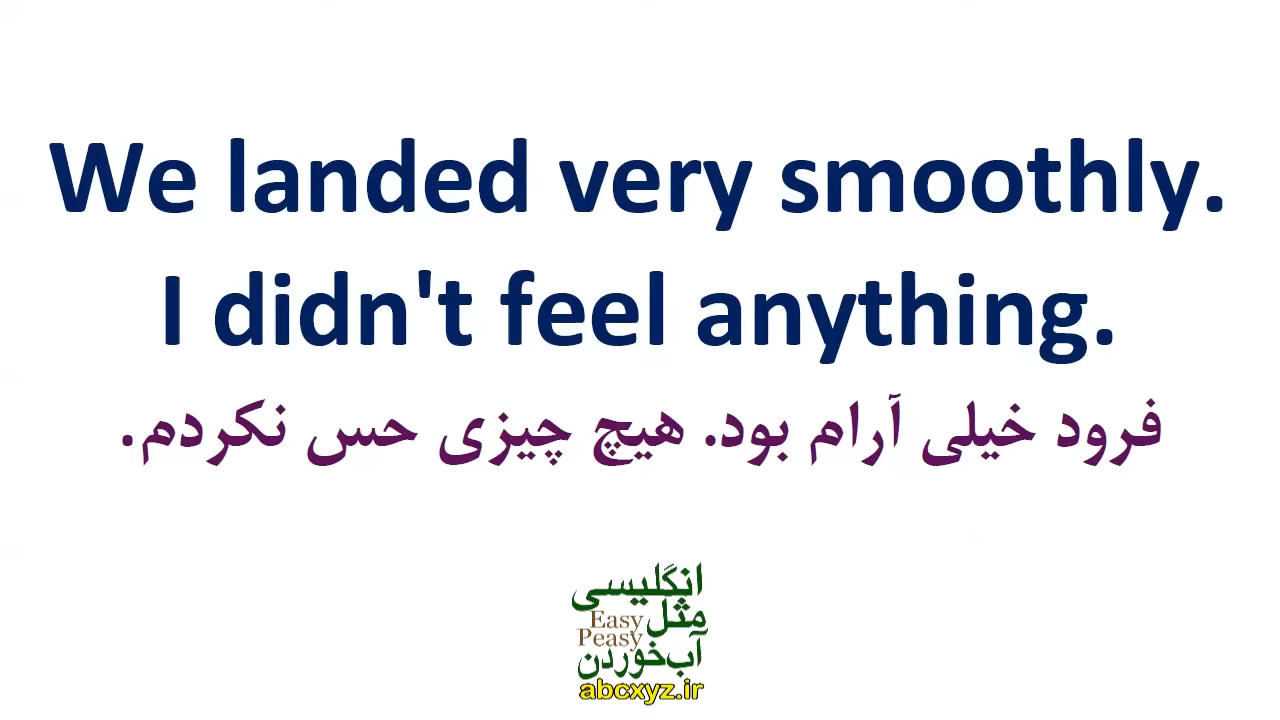 We landed very smoothly.
I didn't feel anything.
فرود خیلی آرام بود. هیچ چیزی حس نکردم.
انگلیسی
مثل Easy
Peasy
آب‌خوردن
abcxyz.ir